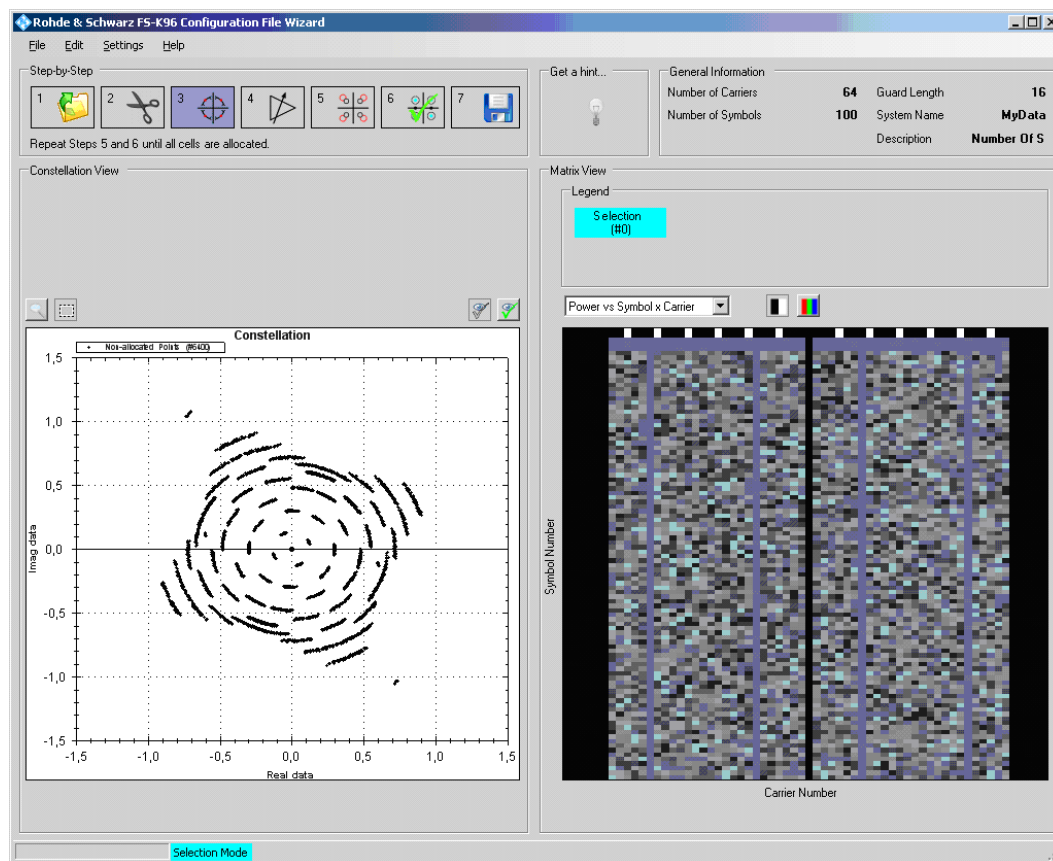 Rohde & Schwarz FS-K96 Configuration File Wizard
File Edit Settings Help
Step-by-Step
1 2 3 4 5 6 7
Repeat Steps 5 and 6 until all cells are allocated.
Get a hint...
General Information
Number of Carriers 64 Guard Length 16
Number of Symbols 100 System Name MyData
Description Number Of S
Constellation View
Matrix View
Legend
Selection
(#0)
Power vs Symbol x Carrier
Constellation
Non-allocated Points (#6400)
1,5
1,0
0,5
0,0
-0,5
-1,0
-1,5
Imag data
-1,5 -1,0 -0,5 0,0 0,5 1,0 1,5
Real data
Symbol Number
Carrier Number
Selection Mode